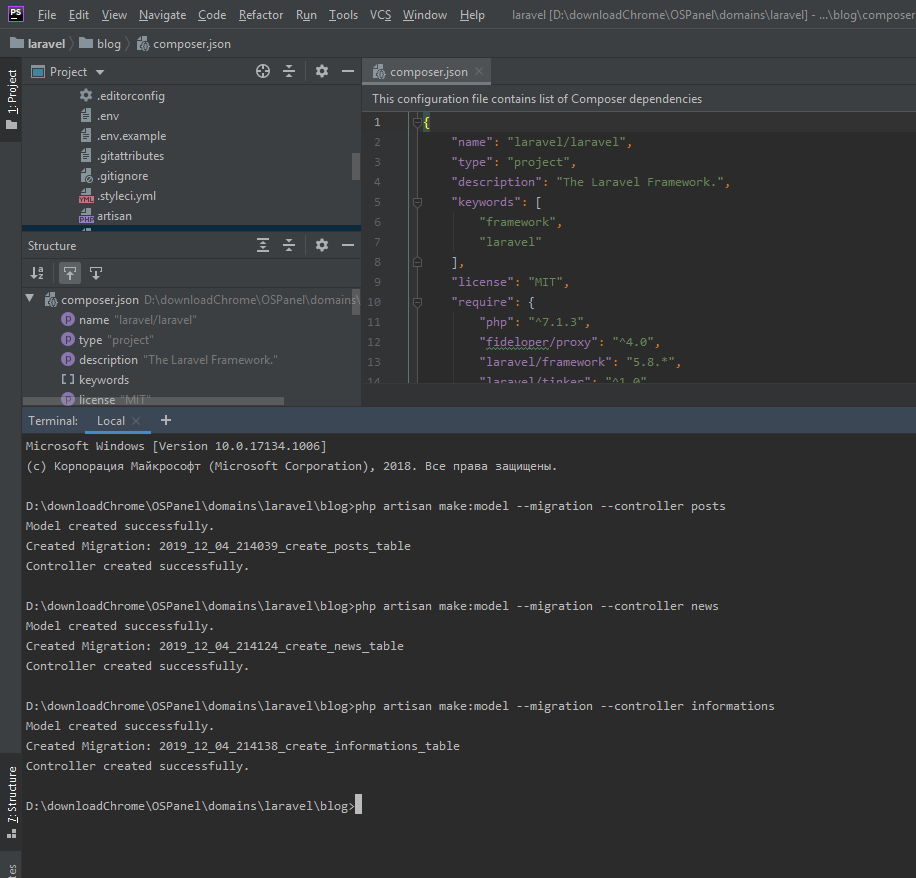 PS File Edit View Navigate Code Refactor Run Tools VCS Window Help laravel [D:\downloadChrome\OSPanel\domains\laravel] - ...\blog\composer
laravel blog composer.json
1: Project
Project
.editorconfig
.env
.env.example
.gitattributes
.gitignore
.styleci.yml
artisan
composer.json
This configuration file contains list of Composer dependencies
1 {
2 "name": "laravel/laravel",
3 "type": "project",
4 "description": "The Laravel Framework.",
5 "keywords": [
6 "framework",
7 "laravel"
8 ],
9 "license": "MIT",
10 "require": {
11 "php": "^7.1.3",
12 "fideloper/proxy": "^4.0",
13 "laravel/framework": "5.8.*",
14 "laravel/tinker": "^1.0"
Structure
composer.json D:\downloadChrome\OSPanel\domains\
name "laravel/laravel"
type "project"
description "The Laravel Framework."
keywords
license "MIT"
Terminal: Local
Microsoft Windows [Version 10.0.17134.1006]
(c) Корпорация Майкрософт (Microsoft Corporation), 2018. Все права защищены.
D:\downloadChrome\OSPanel\domains\laravel\blog>php artisan make:model --migration --controller posts
Model created successfully.
Created Migration: 2019_12_04_214039_create_posts_table
Controller created successfully.
D:\downloadChrome\OSPanel\domains\laravel\blog>php artisan make:model --migration --controller news
Model created successfully.
Created Migration: 2019_12_04_214124_create_news_table
Controller created successfully.
D:\downloadChrome\OSPanel\domains\laravel\blog>php artisan make:model --migration --controller informations
Model created successfully.
Created Migration: 2019_12_04_214138_create_informations_table
Controller created successfully.
D:\downloadChrome\OSPanel\domains\laravel\blog>
7: Structure